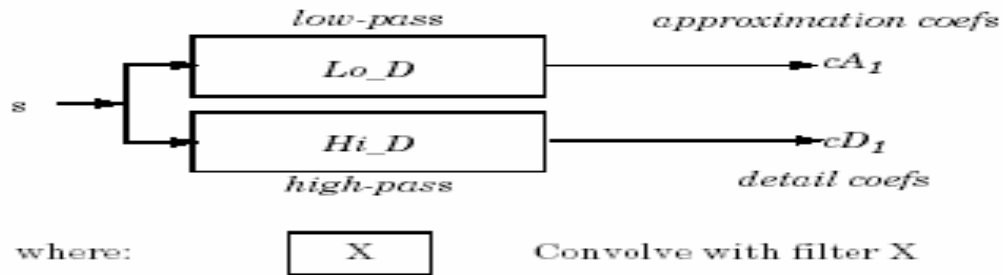 low-pass
approximation coefs
Lo_D
cA1
s
Hi_D
cD1
high-pass
detail coefs
where: X Convolve with filter X